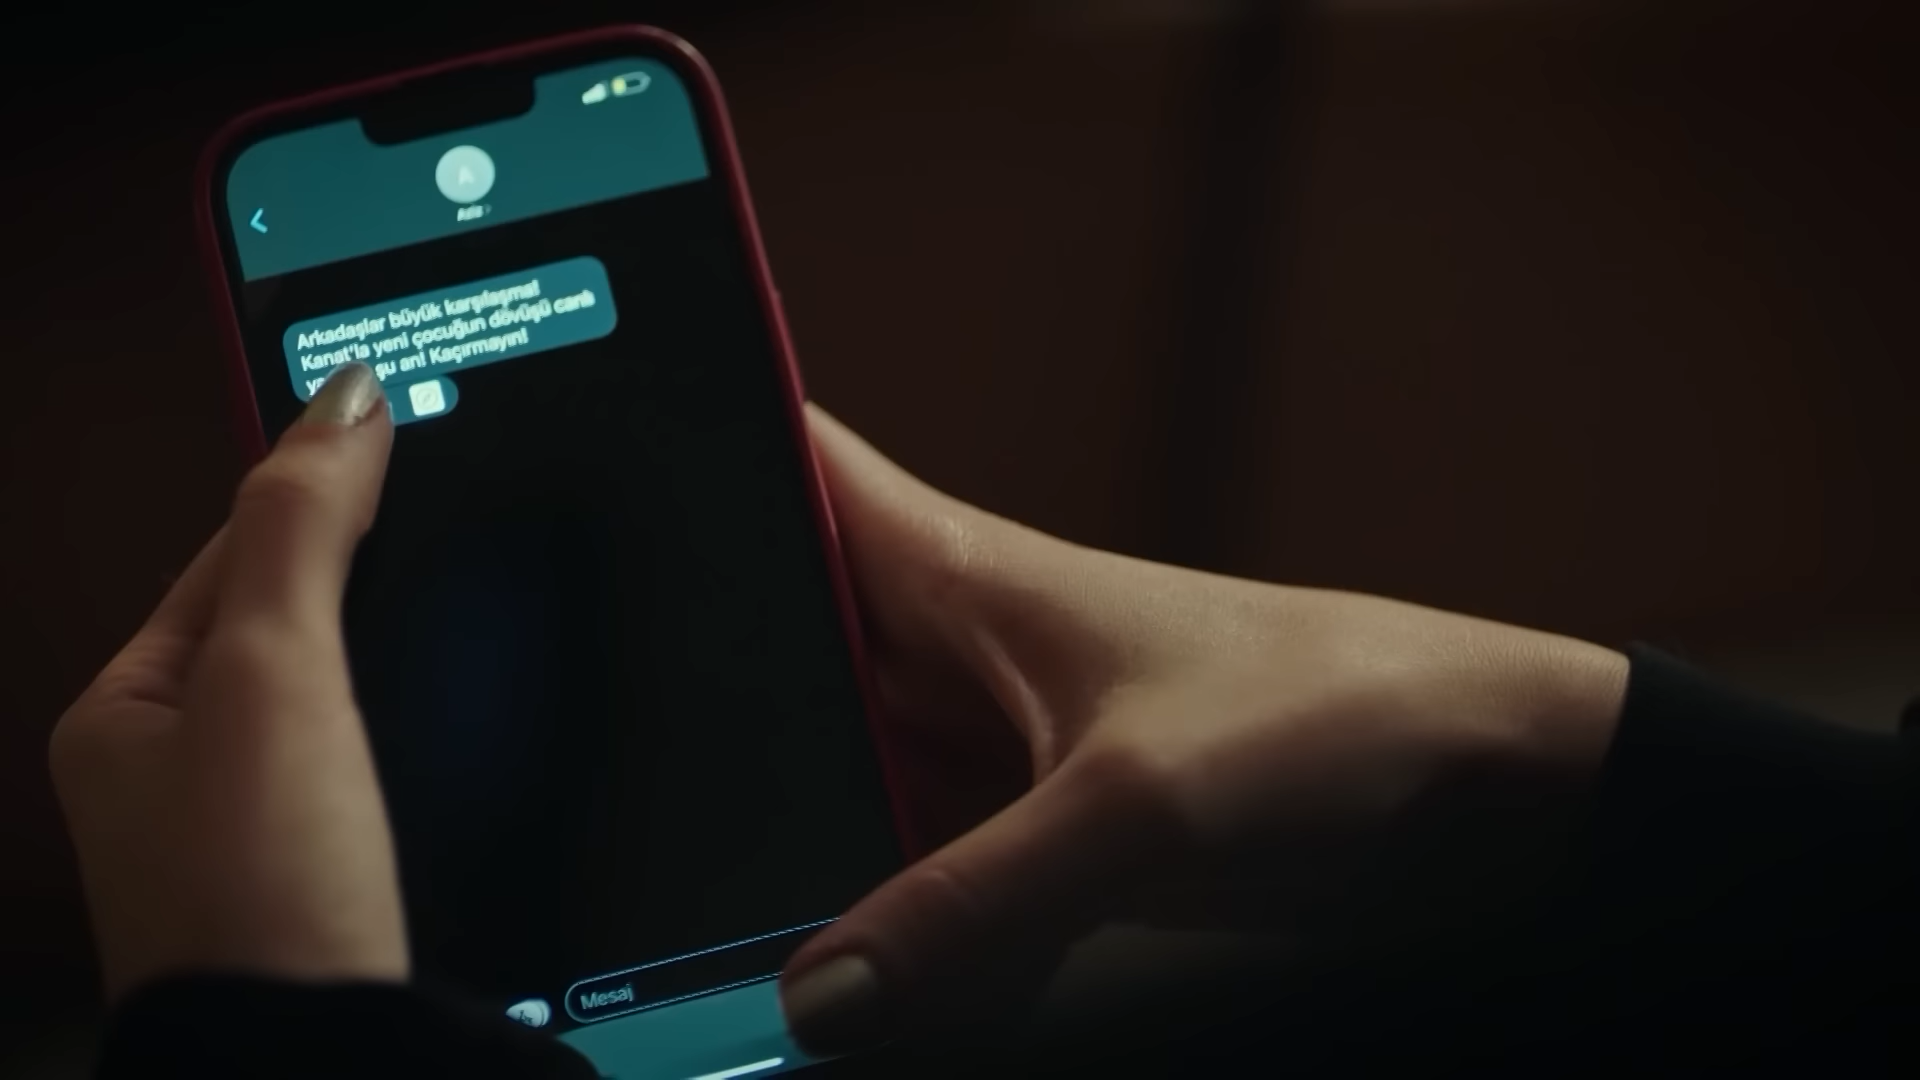 A
Arkadaşlar büyük karşılaşma!
Kanat'la yeni çocuğun dövüşü canlı
şu an! Kaçırmayın!
Mesaj